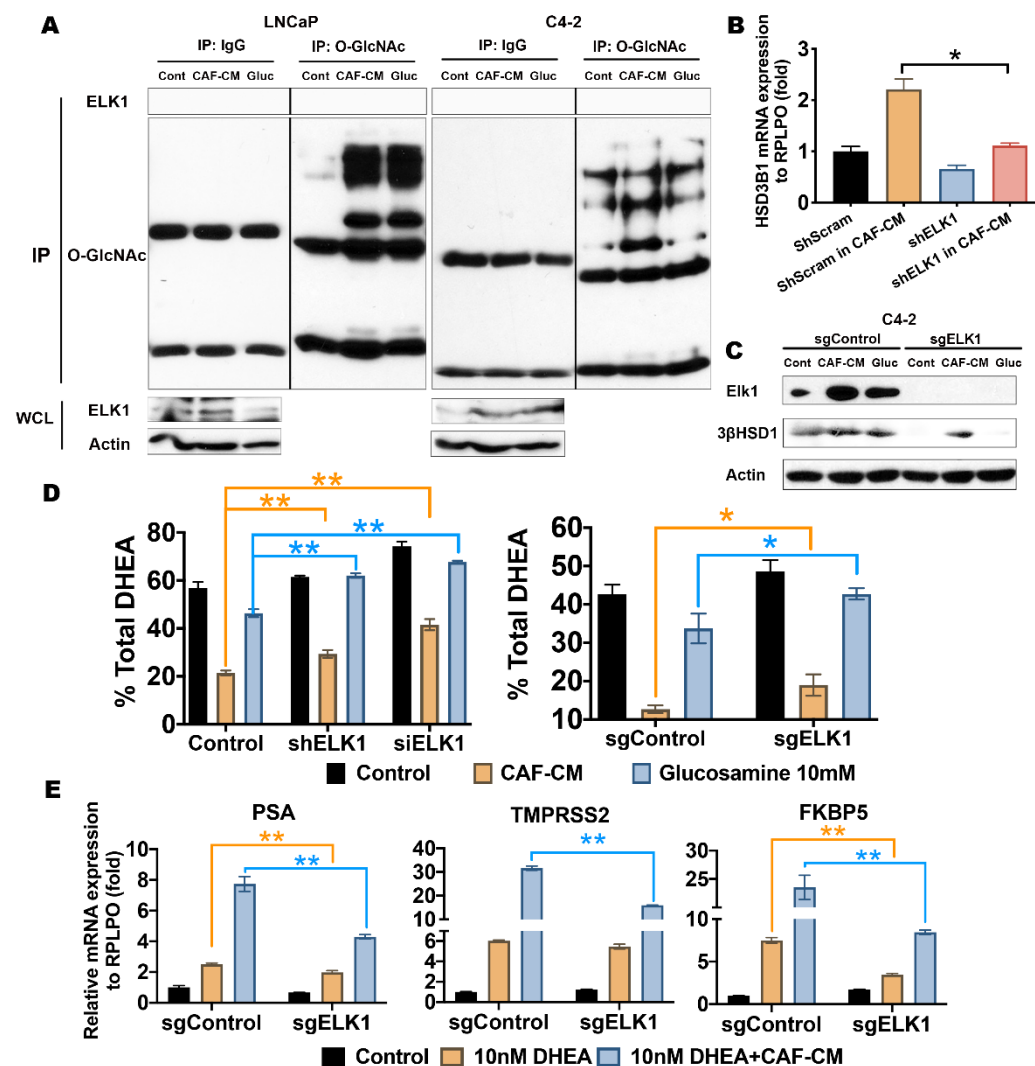 A
LNCaP
C4-2
IP: IgG
IP: O-GlcNAc
IP: IgG
IP: O-GlcNAc
Cont CAF-CM Gluc
Cont CAF-CM Gluc
Cont CAF-CM Gluc
Cont CAF-CM Gluc
IP
ELK1
O-GlcNAc
WCL
ELK1
Actin
B
HSD3B1 mRNA expression
to RPLPO (fold)
3
2
1
0
*
ShScram
ShScram in CAF-CM
shELK1
shELK1 in CAF-CM
C
C4-2
sgControl
sgELK1
Cont CAF-CM Gluc
Cont CAF-CM Gluc
Elk1
3βHSD1
Actin
D
% Total DHEA
80
60
40
20
0
**
**
**
**
Control
shELK1
siELK1
% Total DHEA
60
50
40
30
20
10
*
*
sgControl
sgELK1
Control
CAF-CM
Glucosamine 10mM
E
Relative mRNA expression
to RPLPO (fold)
PSA
10
8
6
4
2
0
**
**
sgControl
sgELK1
TMPRSS2
40
30
20
10
8
6
4
2
0
**
sgControl
sgELK1
FKBP5
30
25
20
10
5
0
**
**
sgControl
sgELK1
Control
10nM DHEA
10nM DHEA+CAF-CM